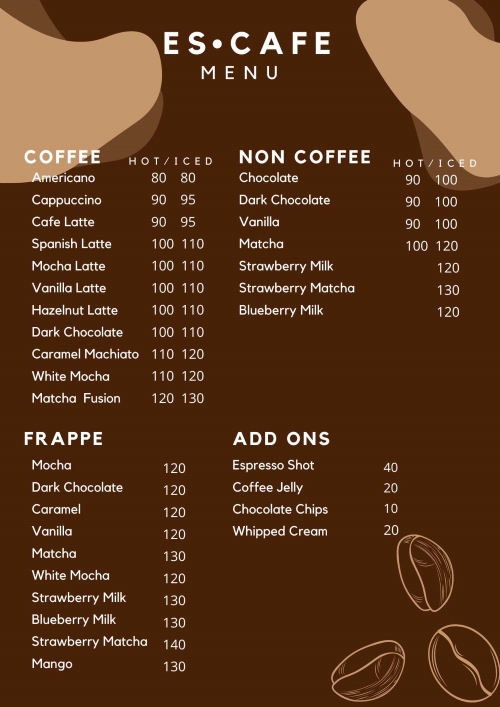 ES•CAFE
MENU
COFFEE HOT/ICED
Americano 80 80
Cappuccino 90 95
Cafe Latte 90 95
Spanish Latte 100 110
Mocha Latte 100 110
Vanilla Latte 100 110
Hazelnut Latte 100 110
Dark Chocolate 100 110
Caramel Machiato 110 120
White Mocha 110 120
Matcha Fusion 120 130
NON COFFEE HOT/ICED
Chocolate 90 100
Dark Chocolate 90 100
Vanilla 90 100
Matcha 100 120
Strawberry Milk 120
Strawberry Matcha 130
Blueberry Milk 120
FRAPPE
Mocha 120
Dark Chocolate 120
Caramel 120
Vanilla 120
Matcha 130
White Mocha 120
Strawberry Milk 130
Blueberry Milk 130
Strawberry Matcha 140
Mango 130
ADD ONS
Espresso Shot 40
Coffee Jelly 20
Chocolate Chips 10
Whipped Cream 20